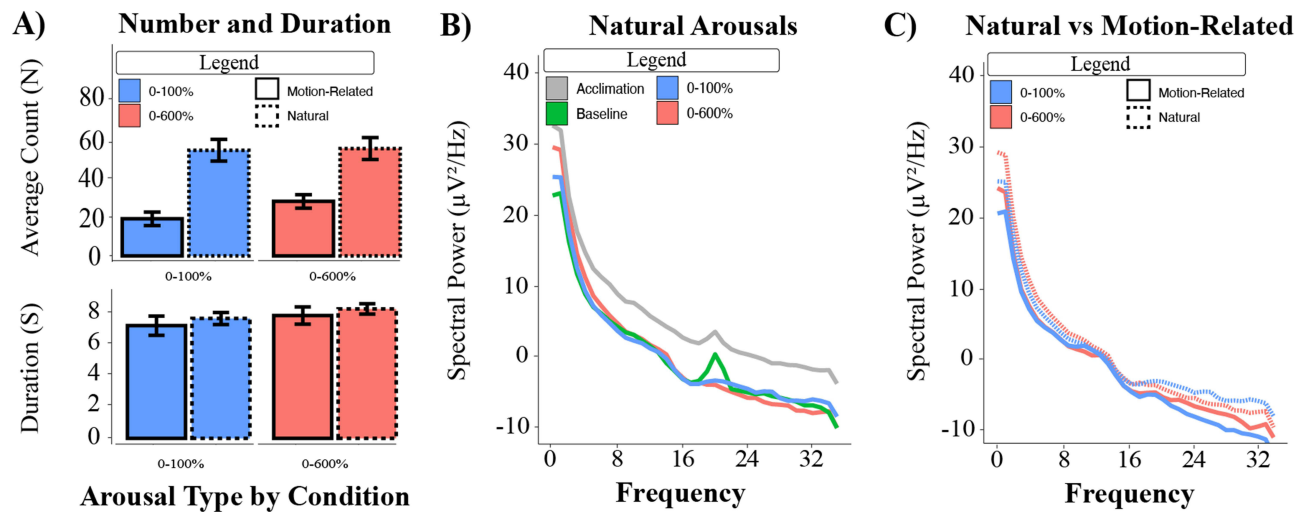 A)
Number and Duration
Legend
0-100%
Motion-Related
0-600%
Natural
Average Count (N)
80
60
40
20
0
0-100%
0-600%
Duration (S)
8
6
4
2
0
0-100%
0-600%
Arousal Type by Condition
B)
Natural Arousals
Legend
Acclimation
0-100%
Baseline
0-600%
Spectral Power (µV²/Hz)
40
30
20
10
0
-10
0
8
16
24
32
Frequency
C)
Natural vs Motion-Related
Legend
0-100%
Motion-Related
0-600%
Natural
Spectral Power (µV²/Hz)
40
30
20
10
0
-10
0
8
16
24
32
Frequency